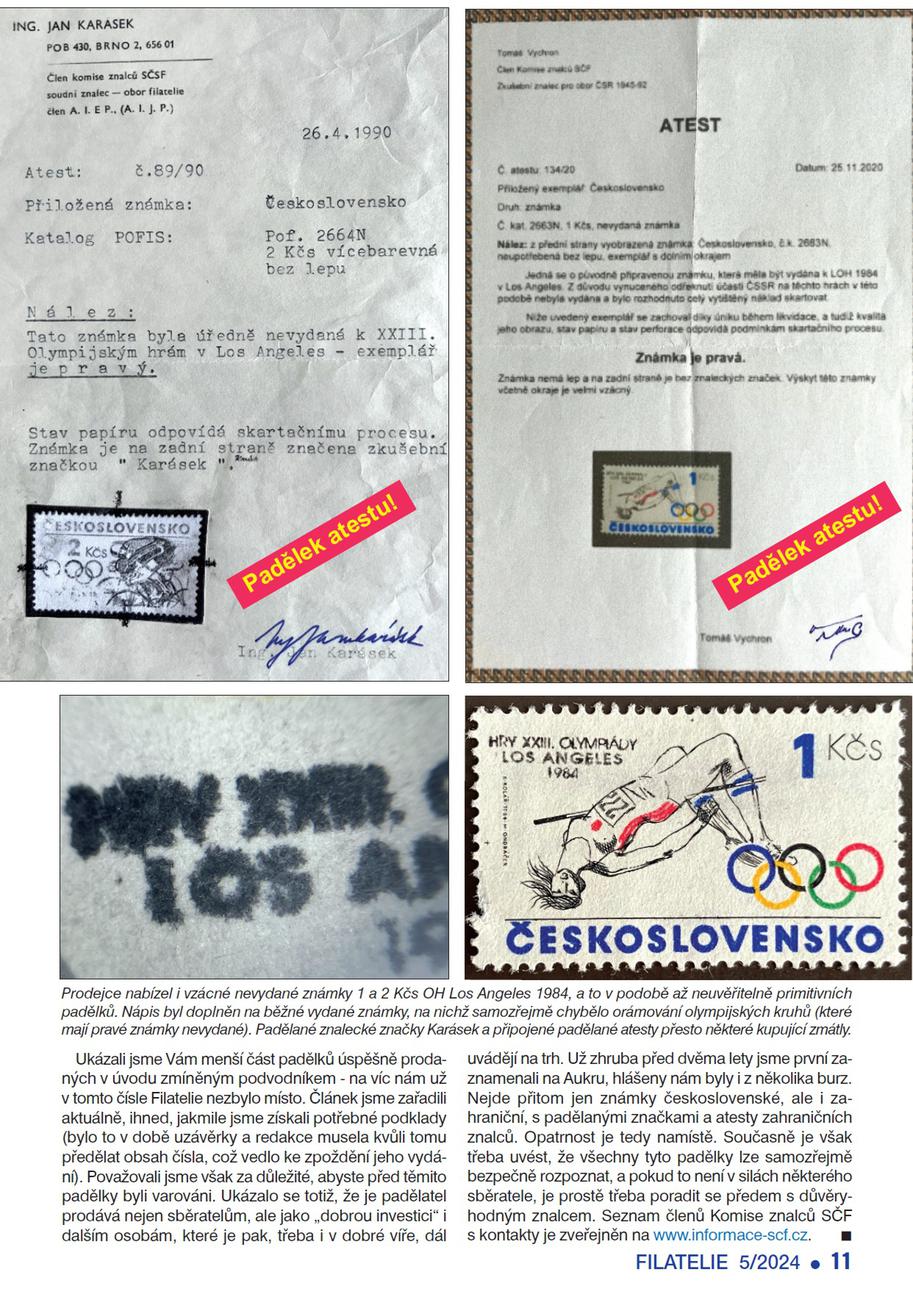 ING. JAN KARASEK
POB 430, BRNO 2, 656 01
Člen komise znalců SČSF
soudní znalec — obor filatelie
člen A. I. E P., (A. I. J. P.)
26.4.1990
Atest: č.89/90
Přiložená známka: Československo
Katalog POFIS: Pof. 2664N
2 Kčs vícebarevná
bez lepu
N á l e z :
Tato známka byla úředně nevydaná k XXIII.
Olympijským hrám v Los Angeles - exemplář
je p r a v ý.
Stav papíru odpovídá skartačnímu procesu.
Známka je na zadní straně značena zkušební
značkou " Karásek ".
ČESKOSLOVENSKO
2 Kčs
Padělek atestu!
Ing. Jan Karásek
Tomáš Vychron
Člen Komise znalců SČF
Zkušební znalec pro obor ČSR 1945-92
ATEST
Č. atestu: 134/20 Datum: 25.11.2020
Přiložený exemplář: Československo
Druh: známka
Č. kat. 2663N, 1 Kčs, nevydaná známka
Nález: z přední strany vyobrazená známka: Československo, č.k. 2663N.
neupotřebená bez lepu, exemplář s dolním okrajem
Jedná se o původně připravenou známku, která měla být vydána k LOH 1984
v Los Angeles. Z důvodu vynuceného odřeknutí účasti ČSSR na těchto hrách v této
podobě nebyla vydána a bylo rozhodnuto celý vytištěný náklad skartovat.
Níže uvedený exemplář se zachoval díky úniku během likvidace, a tudíž kvalita
jeho obrazu, stav papíru a stav perforace odpovídá podmínkám skartačního procesu.
Známka je pravá.
Známka nemá lep a na zadní straně je bez znaleckých značek. Výskyt této známky
včetně okraje je velmi vzácný.
1 Kčs
ČESKOSLOVENSKO
Padělek atestu!
Tomáš Vychron
XXIII.
LOS
HRY XXIII. OLYMPIÁDY
LOS ANGELES
1984
1 Kčs
ČESKOSLOVENSKO
Prodejce nabízel i vzácné nevydané známky 1 a 2 Kčs OH Los Angeles 1984, a to v podobě až neuvěřitelně primitivních
padělků. Nápis byl doplněn na běžné vydané známky, na nichž samozřejmě chybělo orámování olympijských kruhů (které
mají pravé známky nevydané). Padělané znalecké značky Karásek a připojené padělané atesty přesto některé kupující zmátly.
Ukázali jsme Vám menší část padělků úspěšně proda-
ných v úvodu zmíněným podvodníkem - na víc nám už
v tomto čísle Filatelie nezbylo místo. Článek jsme zařadili
aktuálně, ihned, jakmile jsme získali potřebné podklady
(bylo to v době uzávěrky a redakce musela kvůli tomu
předělat obsah čísla, což vedlo ke zpoždění jeho vydá-
ní). Považovali jsme však za důležité, abyste před těmito
padělky byli varováni. Ukázalo se totiž, že je padělatel
prodává nejen sběratelům, ale jako „dobrou investici“ i
dalším osobám, které je pak, třeba i v dobré víře, dál
uvádějí na trh. Už zhruba před dvěma lety jsme první za-
znamenali na Aukru, hlášeny nám byly i z několika burz.
Nejde přitom jen známky československé, ale i za-
hraniční, s padělanými značkami a atesty zahraničních
znalců. Opatrnost je tedy namístě. Současně je však
třeba uvést, že všechny tyto padělky lze samozřejmě
bezpečně rozpoznat, a pokud to není v silách některého
sběratele, je prostě třeba poradit se předem s důvěry-
hodným znalcem. Seznam členů Komise znalců SČF
s kontakty je zveřejněn na www.informace-scf.cz.
FILATELIE 5/2024 • 11